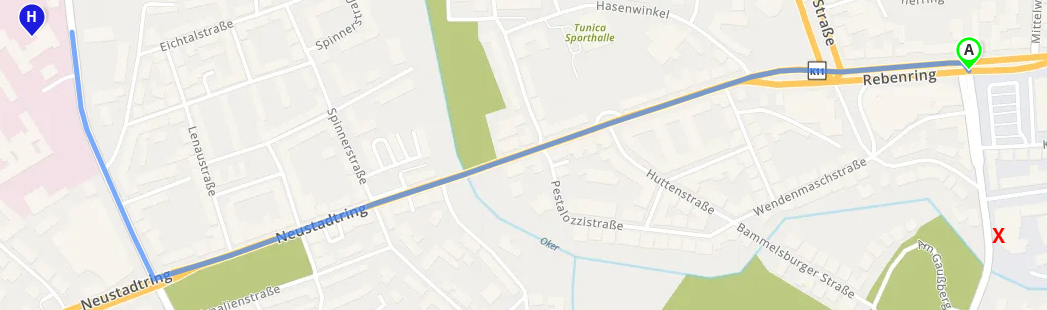 H
Eichtalstraße
Spinnerstraße
Lenaustraße
Spinnerstraße
Hasenwinkel
Tunica
Sporthalle
Straße
K11
A
Rebenring
Neustadtring
Neustadtring
Pestalozzistraße
Huttenstraße
Wendenmaschstraße
Bammelsburger Straße
Oker
X
Am Gaußberg